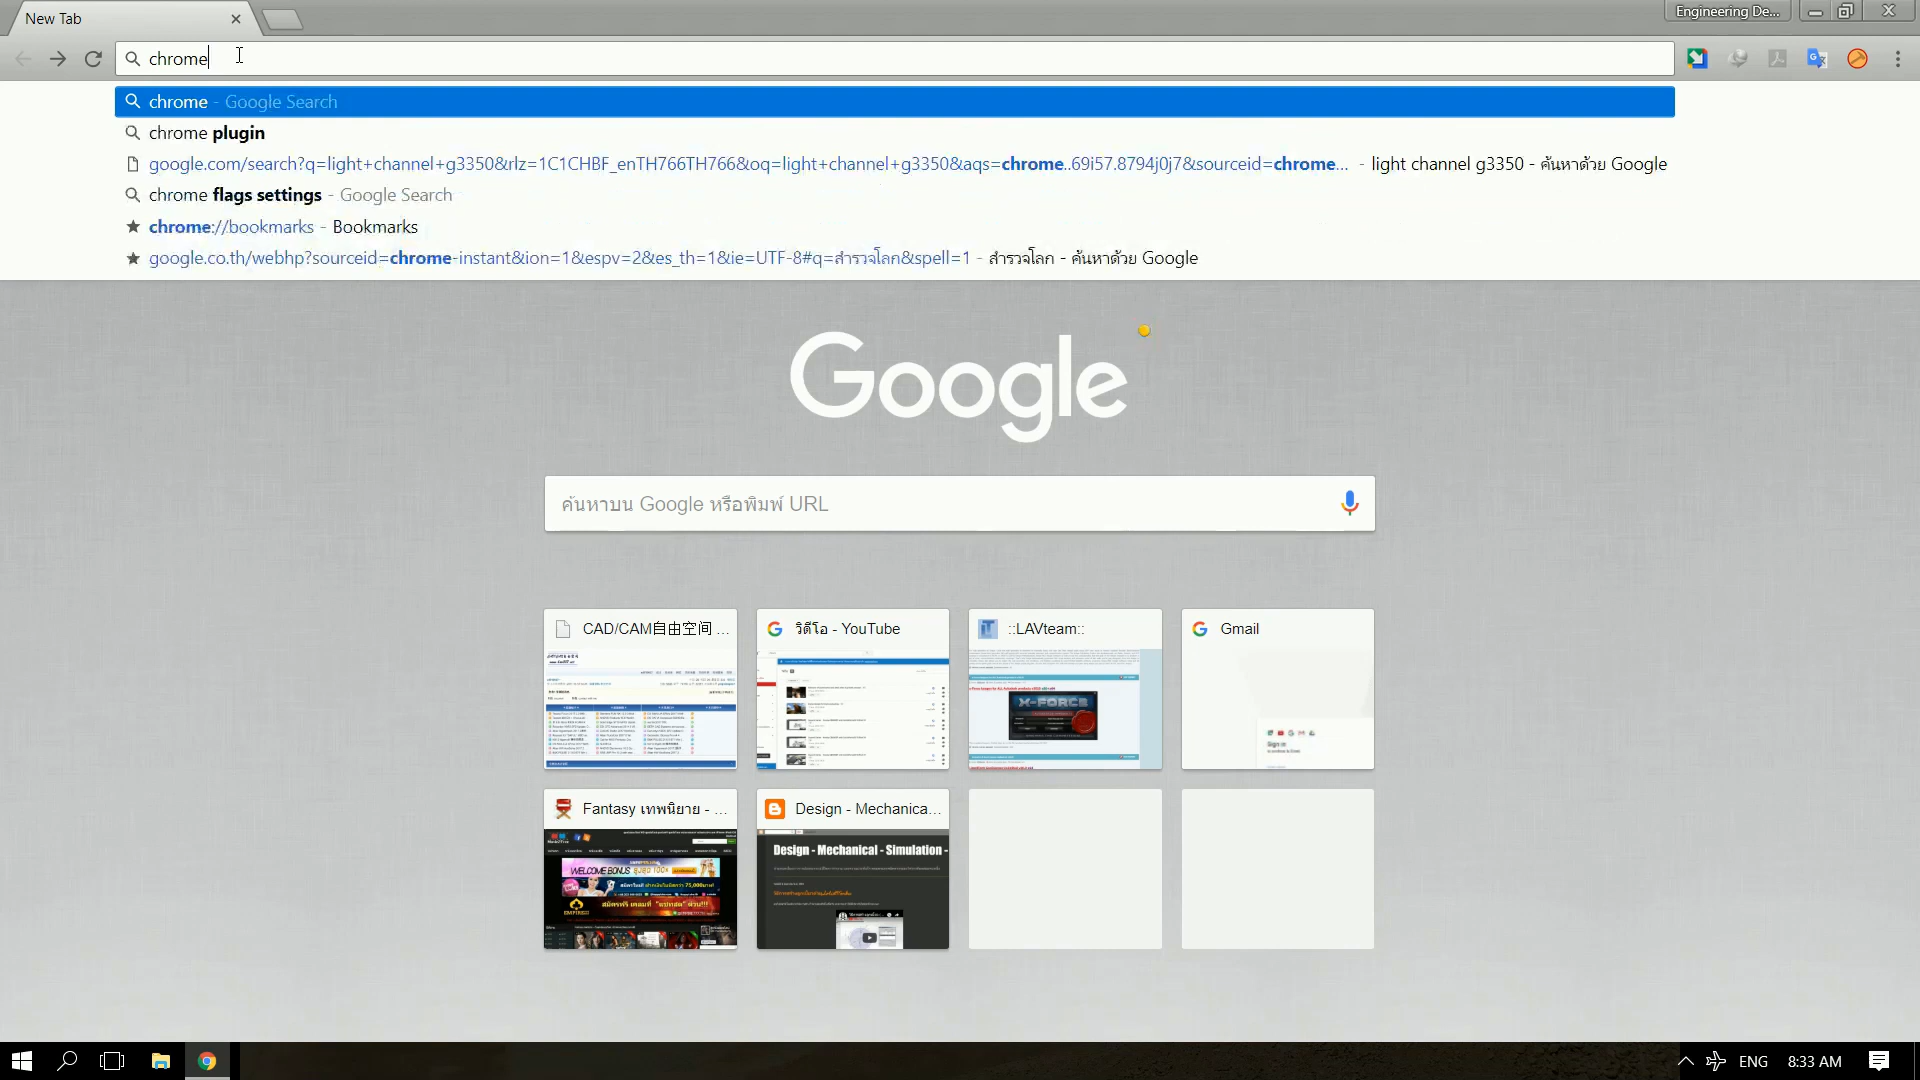 New Tab
Engineering De...
chrome
chrome - Google Search
chrome plugin
google.com/search?q=light+channel+g3350&rlz=1C1CHBF_enTH766TH766&oq=light+channel+g3350&aqs=chrome..69i57.8794j0j7&sourceid=chrome... - light channel g3350 - ค้นหาด้วย Google
chrome flags settings - Google Search
chrome://bookmarks - Bookmarks
google.co.th/webhp?sourceid=chrome-instant&ion=1&espv=2&es_th=1&ie=UTF-8#q=สำรวจโลก&spell=1 - สำรวจโลก - ค้นหาด้วย Google
Google
ค้นหาบน Google หรือพิมพ์ URL
CAD/CAM自由空间 ...
วิดีโอ - YouTube
::LAVteam::
Gmail
X-FORCE
Sign in
Fantasy เทพนิยาย - ...
Design - Mechanica...
WELCOME BONUS
Design - Mechanical - Simulation -
ENG
8:33 AM